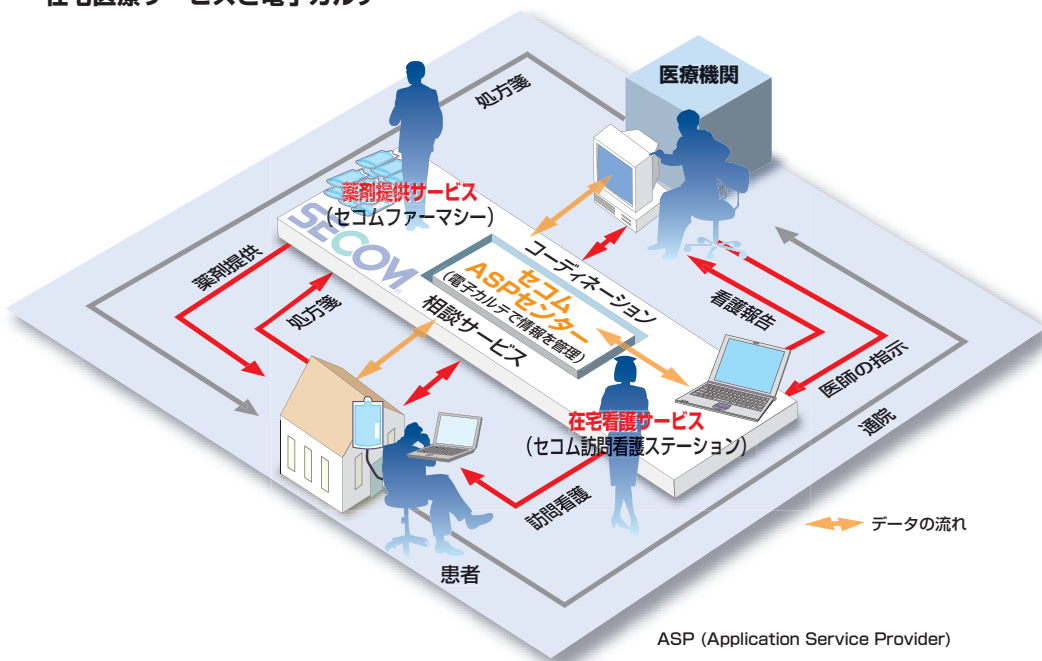 在宅医療サービスと電子カルテ
医療機関
処方箋
薬剤提供サービス
(セコムファーマシー)
SECOM
コーディネーション
セコム
ASPセンター
(電子カルテで情報を管理)
相談サービス
薬剤提供
処方箋
看護報告
医師の指示
通院
在宅看護サービス
(セコム訪問看護ステーション)
訪問看護
患者
データの流れ
ASP (Application Service Provider)